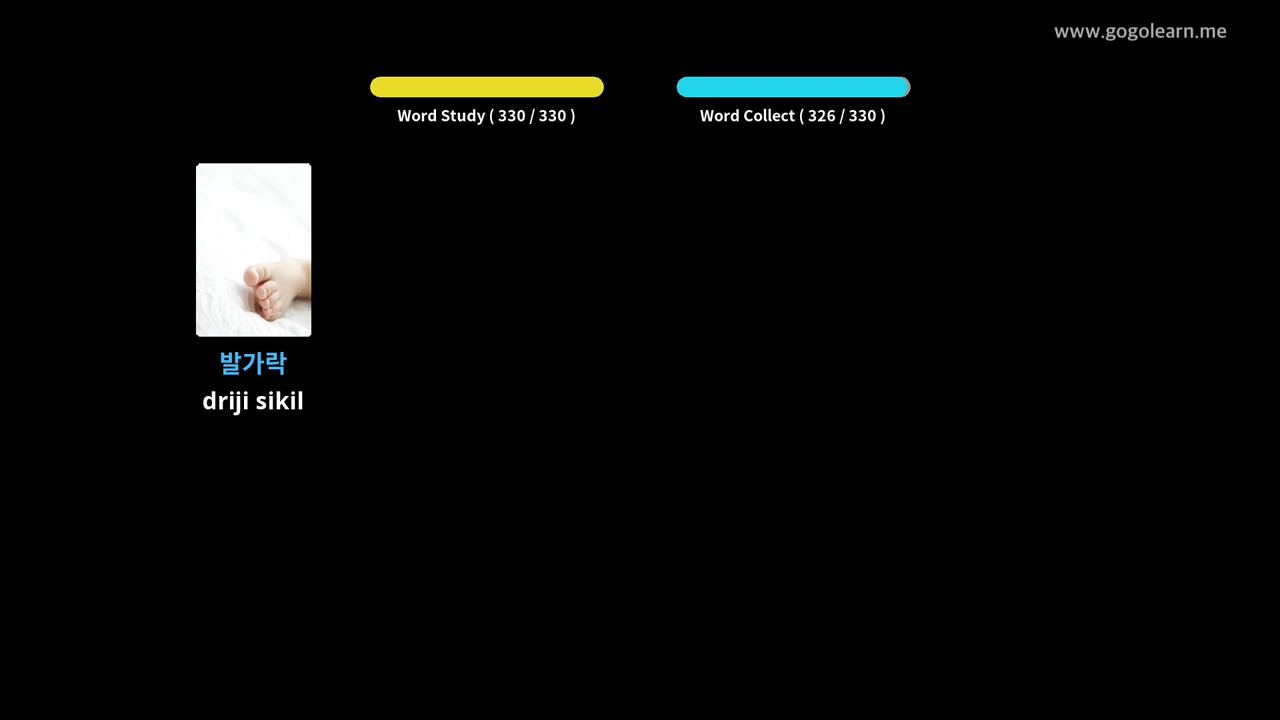 www.gogolearn.me
Word Study ( 330 / 330 )
Word Collect ( 326 / 330 )
발가락
driji sikil